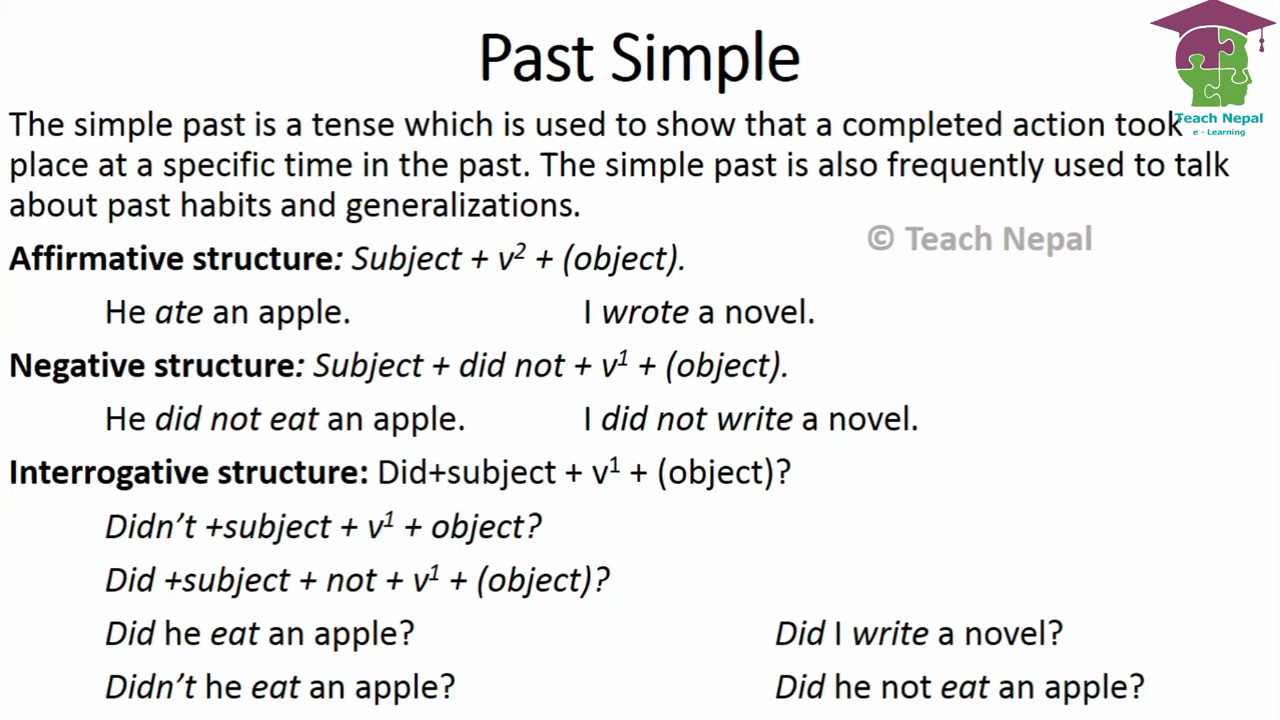 Past Simple
Teach Nepal
e - Learning
The simple past is a tense which is used to show that a completed action took
place at a specific time in the past. The simple past is also frequently used to talk
about past habits and generalizations.
© Teach Nepal
Affirmative structure: Subject + v² + (object).
He ate an apple. I wrote a novel.
Negative structure: Subject + did not + v¹ + (object).
He did not eat an apple. I did not write a novel.
Interrogative structure: Did+subject + v¹ + (object)?
Didn’t +subject + v¹ + object?
Did +subject + not + v¹ + (object)?
Did he eat an apple? Did I write a novel?
Didn’t he eat an apple? Did he not eat an apple?